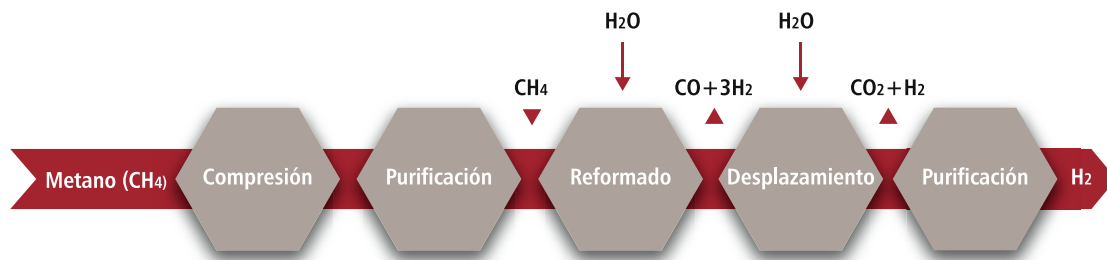 H2O
H2O
CH4
CO+3H2
CO2+H2
Metano (CH4)
Compresión
Purificación
Reformado
Desplazamiento
Purificación
H2